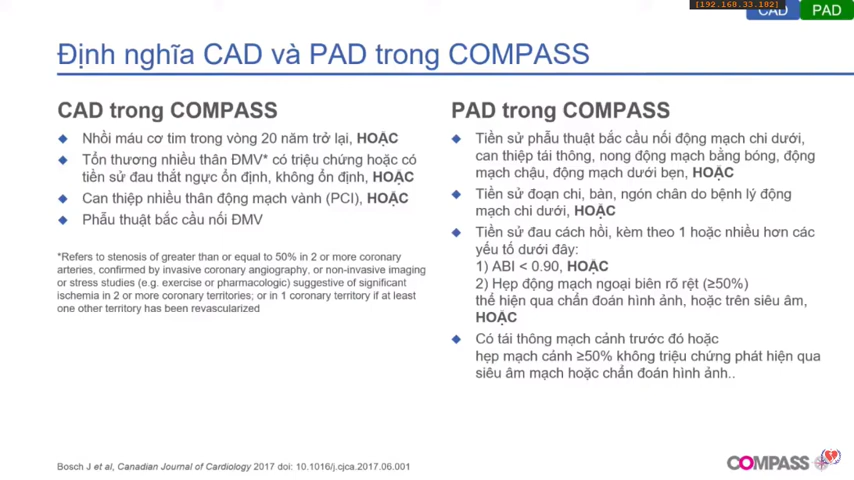 [192.168.33.182]
CAD
PAD
Định nghĩa CAD và PAD trong COMPASS
CAD trong COMPASS
Nhồi máu cơ tim trong vòng 20 năm trở lại, HOẶC
Tổn thương nhiều thân ĐMV* có triệu chứng hoặc có
tiền sử đau thắt ngực ổn định, không ổn định, HOẶC
Can thiệp nhiều thân động mạch vành (PCI), HOẶC
Phẫu thuật bắc cầu nối ĐMV
*Refers to stenosis of greater than or equal to 50% in 2 or more coronary
arteries, confirmed by invasive coronary angiography, or non-invasive imaging
or stress studies (e.g. exercise or pharmacologic) suggestive of significant
ischemia in 2 or more coronary territories; or in 1 coronary territory if at least
one other territory has been revascularized
PAD trong COMPASS
Tiền sử phẫu thuật bắc cầu nối động mạch chi dưới,
can thiệp tái thông, nong động mạch bằng bóng, động
mạch chậu, động mạch dưới bẹn, HOẶC
Tiền sử đoạn chi, bàn, ngón chân do bệnh lý động
mạch chi dưới, HOẶC
Tiền sử đau cách hồi, kèm theo 1 hoặc nhiều hơn các
yếu tố dưới đây:
1) ABI < 0.90, HOẶC
2) Hẹp động mạch ngoại biên rõ rệt (≥50%)
thể hiện qua chẩn đoán hình ảnh, hoặc trên siêu âm,
HOẶC
Có tái thông mạch cảnh trước đó hoặc
hẹp mạch cảnh ≥50% không triệu chứng phát hiện qua
siêu âm mạch hoặc chẩn đoán hình ảnh..
Bosch J et al, Canadian Journal of Cardiology 2017 doi: 10.1016/j.cjca.2017.06.001
COMPASS